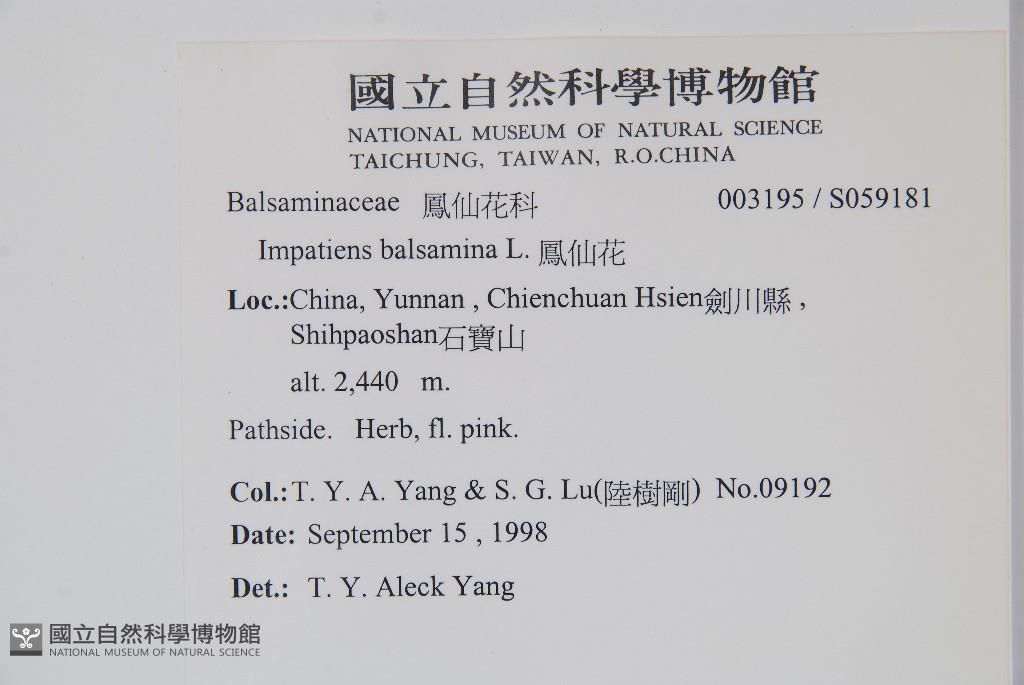 國立自然科學博物館
NATIONAL MUSEUM OF NATURAL SCIENCE
TAICHUNG, TAIWAN, R.O.CHINA
Balsaminaceae 鳳仙花科 003195 / S059181
Impatiens balsamina L. 鳳仙花
Loc.:China, Yunnan , Chienchuan Hsien劍川縣 ,
Shihpaoshan石寶山
alt. 2,440 m.
Pathside. Herb, fl. pink.
Col.:T. Y. A. Yang & S. G. Lu(陸樹剛) No.09192
Date: September 15 , 1998
Det.: T. Y. Aleck Yang
國立自然科學博物館
NATIONAL MUSEUM OF NATURAL SCIENCE